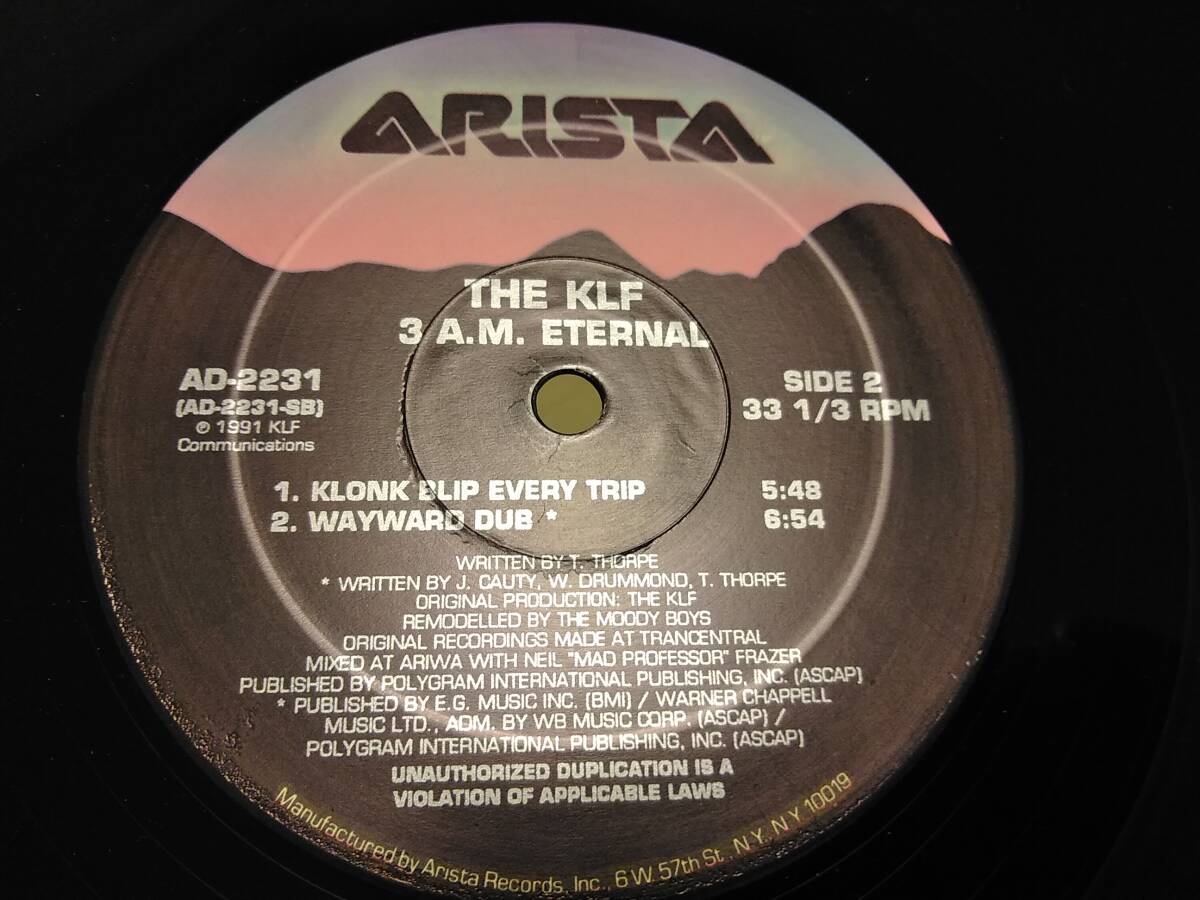 ARISTA
THE KLF
3 A.M. ETERNAL
AD-2231
(AD-2231-SB)
℗ 1991 KLF
Communications
SIDE 2
33 1/3 RPM
1. KLONK BLIP EVERY TRIP 5:48
2. WAYWARD DUB * 6:54
WRITTEN BY T. THORPE
* WRITTEN BY J. CAUTY, W. DRUMMOND, T. THORPE
ORIGINAL PRODUCTION: THE KLF
REMODELLED BY THE MOODY BOYS
ORIGINAL RECORDINGS MADE AT TRANCENTRAL
MIXED AT ARIWA WITH NEIL "MAD PROFESSOR" FRAZER
PUBLISHED BY POLYGRAM INTERNATIONAL PUBLISHING, INC. (ASCAP)
* PUBLISHED BY E.G. MUSIC INC. (BMI) / WARNER CHAPPELL
MUSIC LTD., ADM. BY WB MUSIC CORP. (ASCAP) /
POLYGRAM INTERNATIONAL PUBLISHING, INC. (ASCAP)
UNAUTHORIZED DUPLICATION IS A
VIOLATION OF APPLICABLE LAWS
Manufactured by Arista Records, Inc., 6 W. 57th St., N.Y., N.Y. 10019